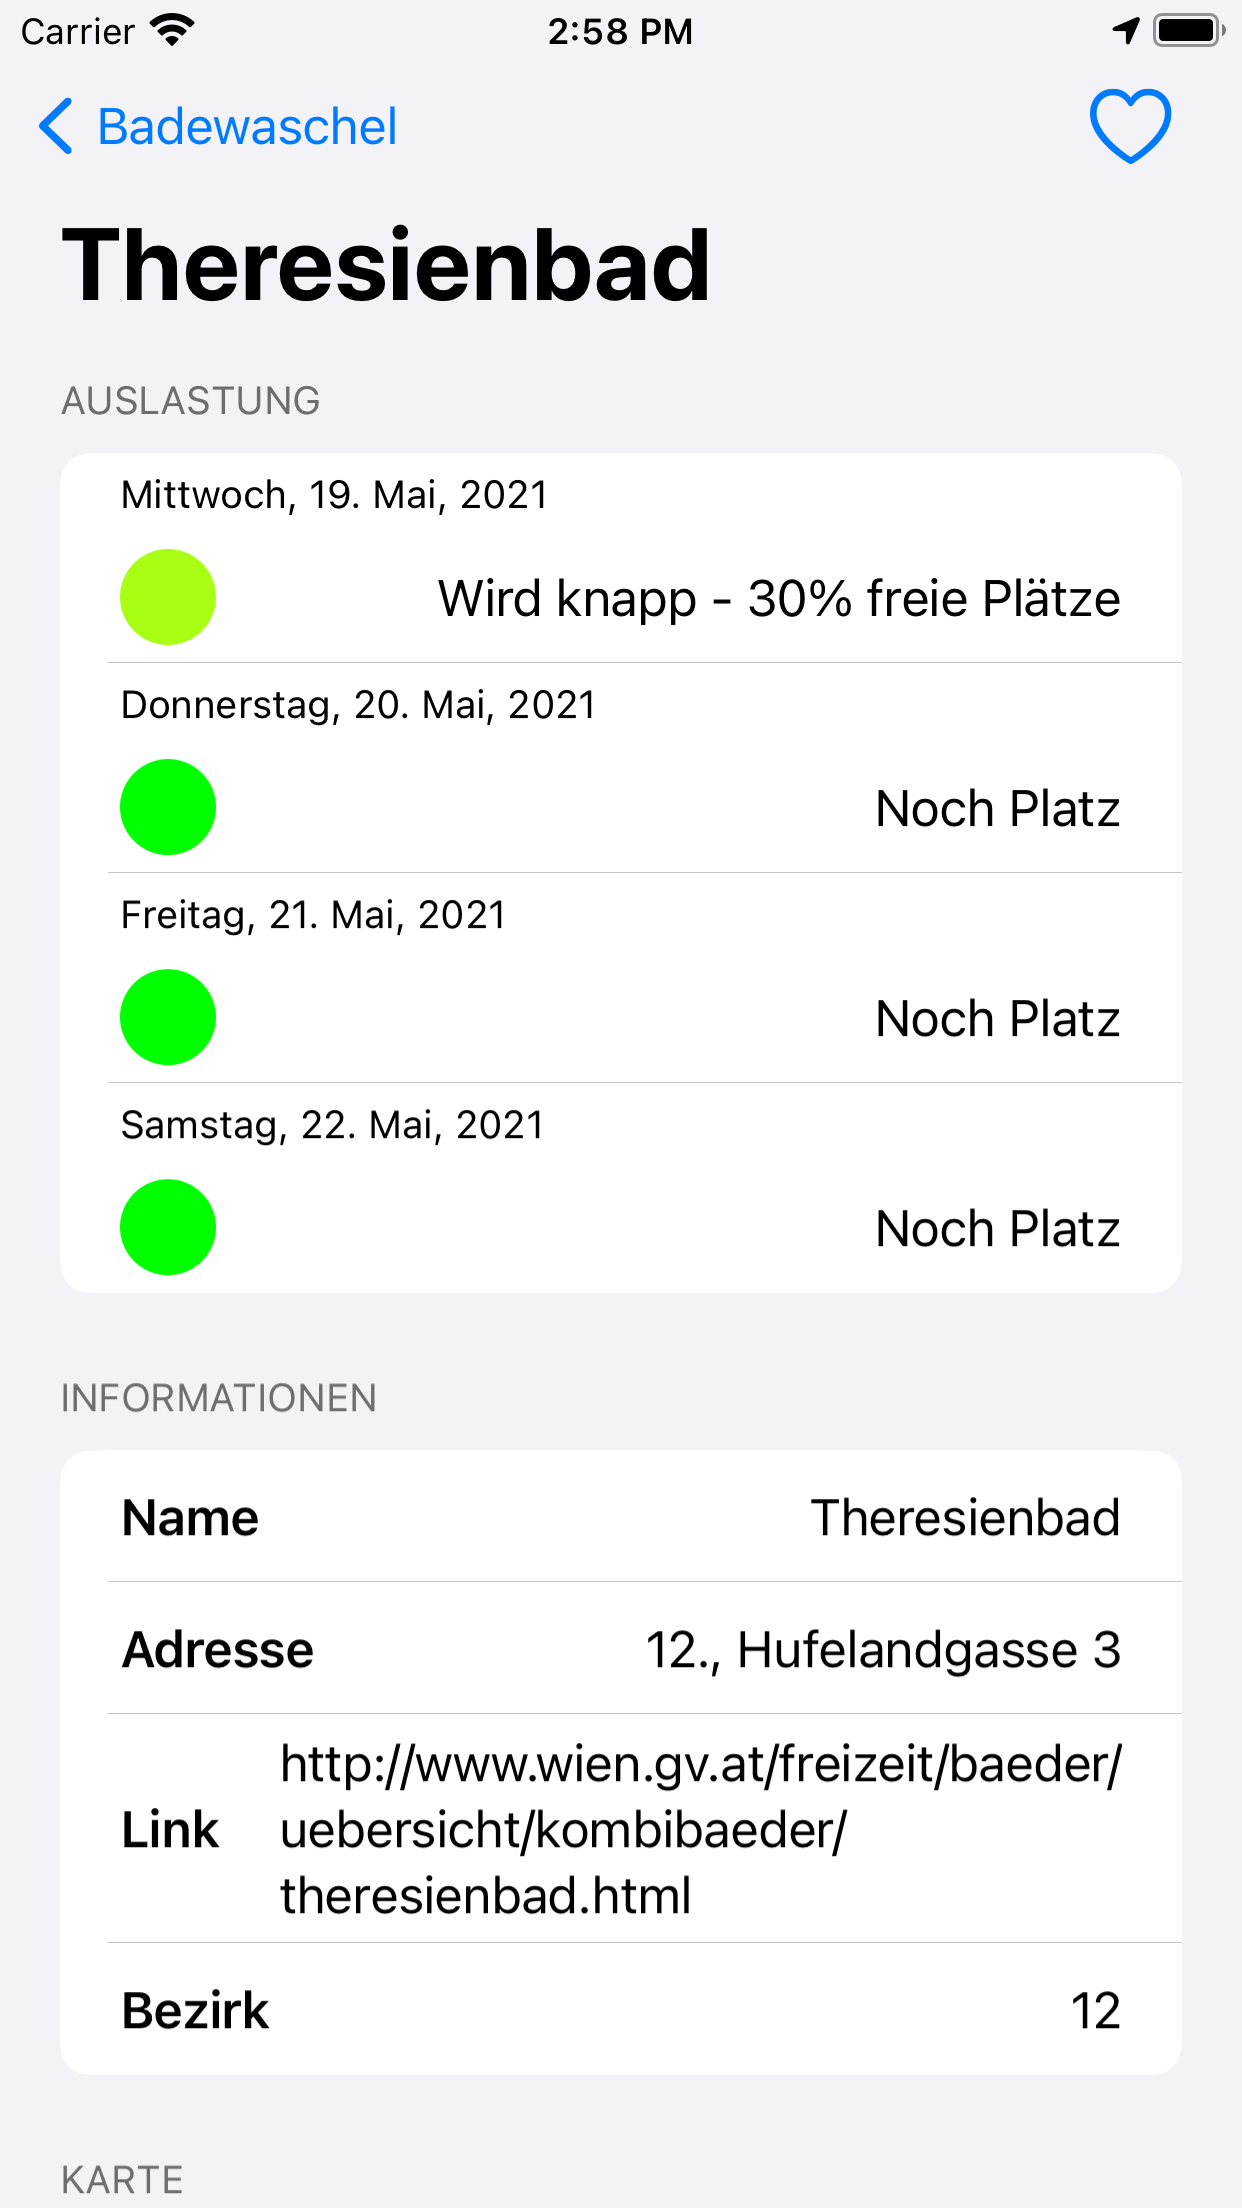 Carrier
2:58 PM
Badewaschel
Theresienbad
AUSLASTUNG
Mittwoch, 19. Mai, 2021
Wird knapp - 30% freie Plätze
Donnerstag, 20. Mai, 2021
Noch Platz
Freitag, 21. Mai, 2021
Noch Platz
Samstag, 22. Mai, 2021
Noch Platz
INFORMATIONEN
Name Theresienbad
Adresse 12., Hufelandgasse 3
Link http://www.wien.gv.at/freizeit/baeder/
uebersicht/kombibaeder/
theresienbad.html
Bezirk 12
KARTE